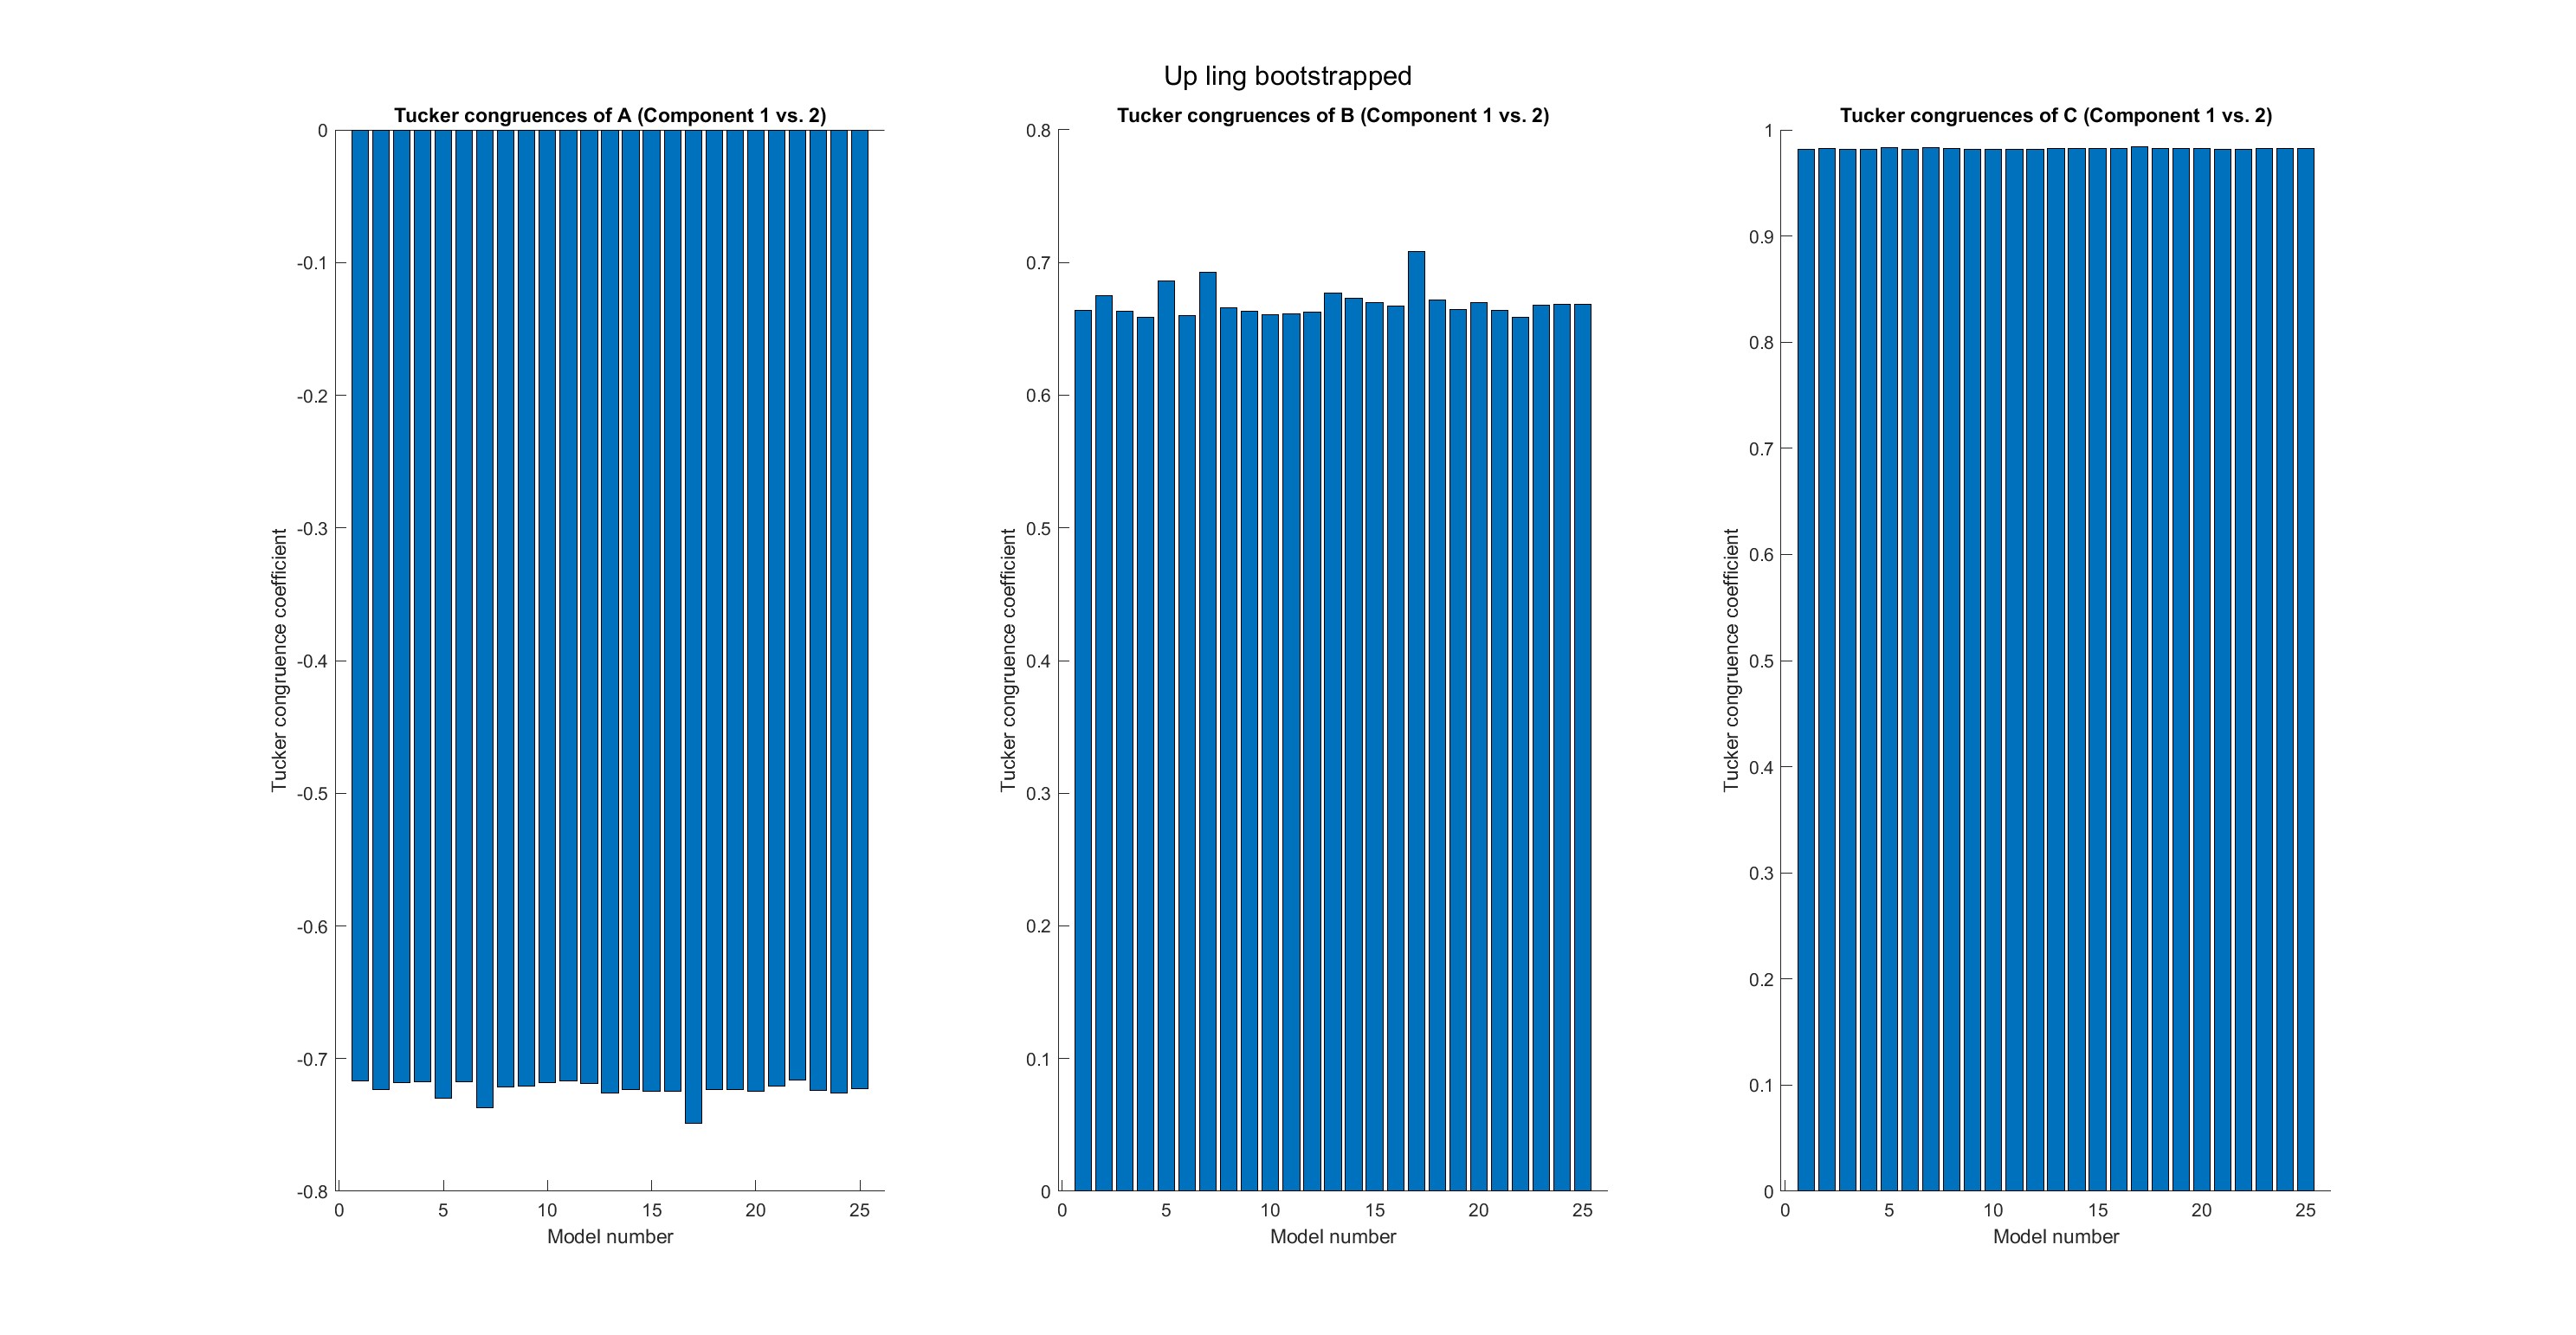 Up ling bootstrapped
Tucker congruences of A (Component 1 vs. 2)
0
-0.1
-0.2
-0.3
-0.4
-0.5
-0.6
-0.7
-0.8
Tucker congruence coefficient
0 5 10 15 20 25
Model number
Tucker congruences of B (Component 1 vs. 2)
0.8
0.7
0.6
0.5
0.4
0.3
0.2
0.1
0
Tucker congruence coefficient
0 5 10 15 20 25
Model number
Tucker congruences of C (Component 1 vs. 2)
1
0.9
0.8
0.7
0.6
0.5
0.4
0.3
0.2
0.1
0
Tucker congruence coefficient
0 5 10 15 20 25
Model number